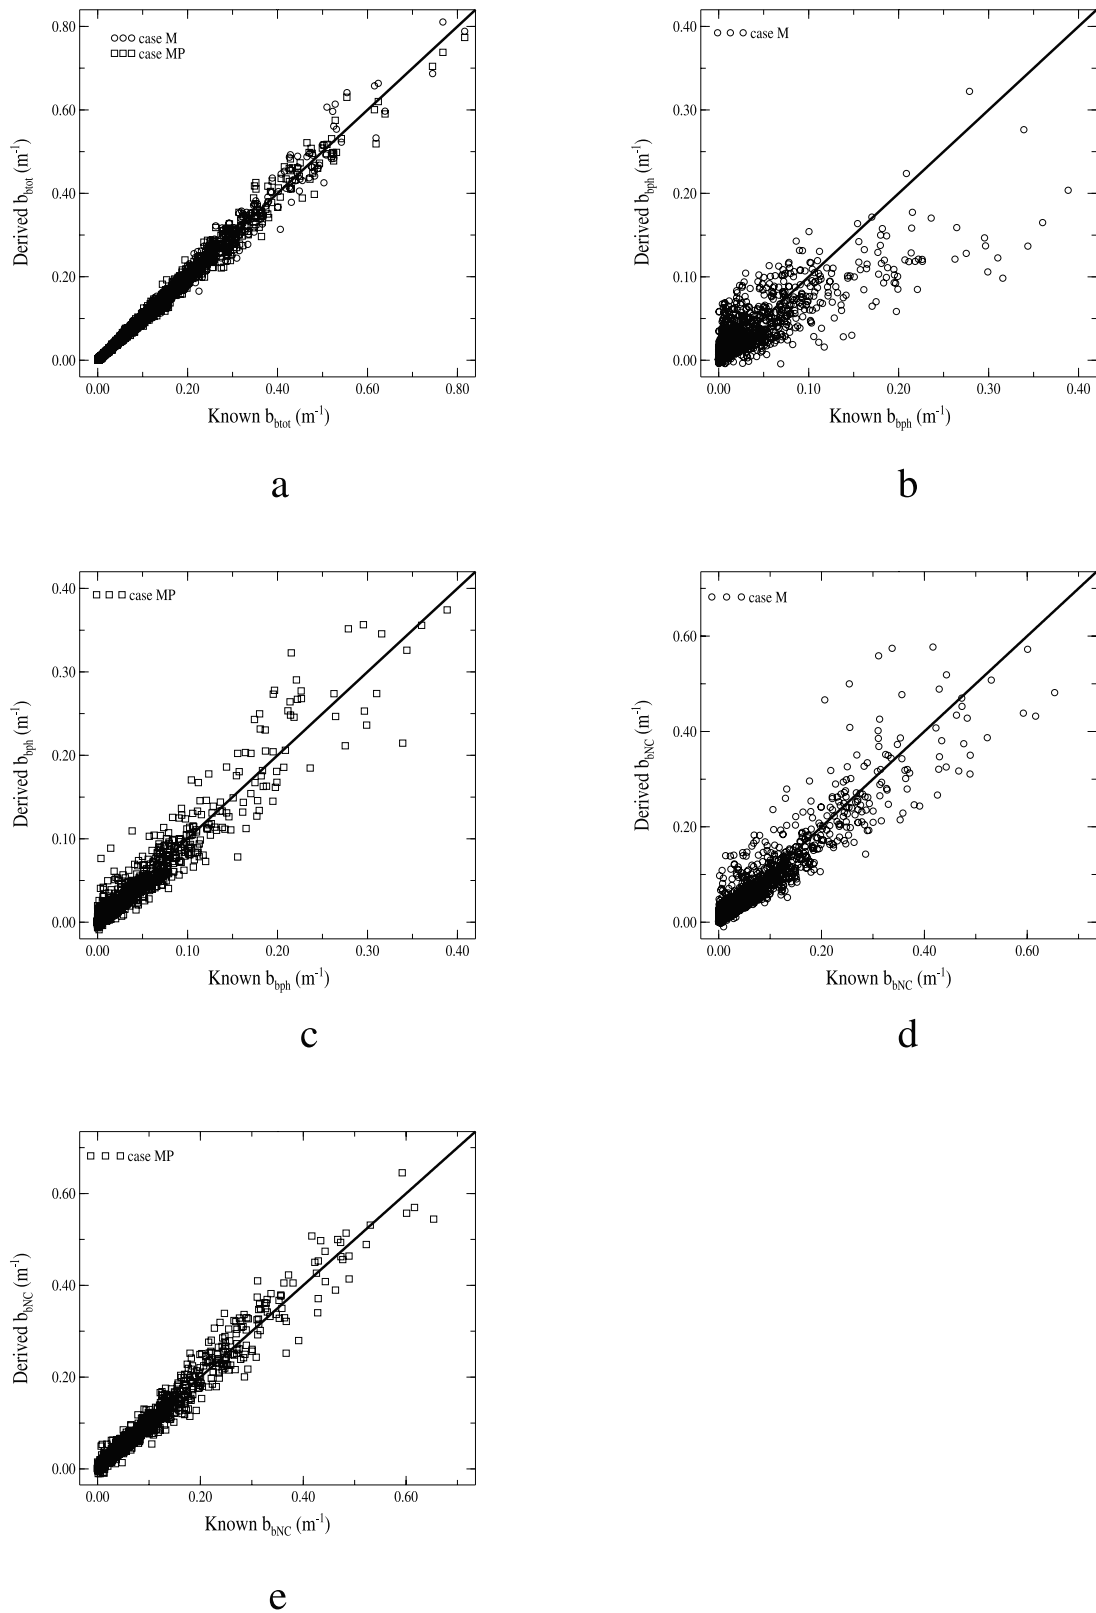 0.80
0.60
0.40
0.20
0.00
Derived b_btot (m^-1)
case M
case MP
0.00 0.20 0.40 0.60 0.80
Known b_btot (m^-1)
a
0.40
0.30
0.20
0.10
0.00
Derived b_bph (m^-1)
case M
0.00 0.10 0.20 0.30 0.40
Known b_bph (m^-1)
b
0.40
0.30
0.20
0.10
0.00
Derived b_bph (m^-1)
case MP
0.00 0.10 0.20 0.30 0.40
Known b_bph (m^-1)
c
0.60
0.40
0.20
0.00
Derived b_bNC (m^-1)
case M
0.00 0.20 0.40 0.60
Known b_bNC (m^-1)
d
0.60
0.40
0.20
0.00
Derived b_bNC (m^-1)
case MP
0.00 0.20 0.40 0.60
Known b_bNC (m^-1)
e